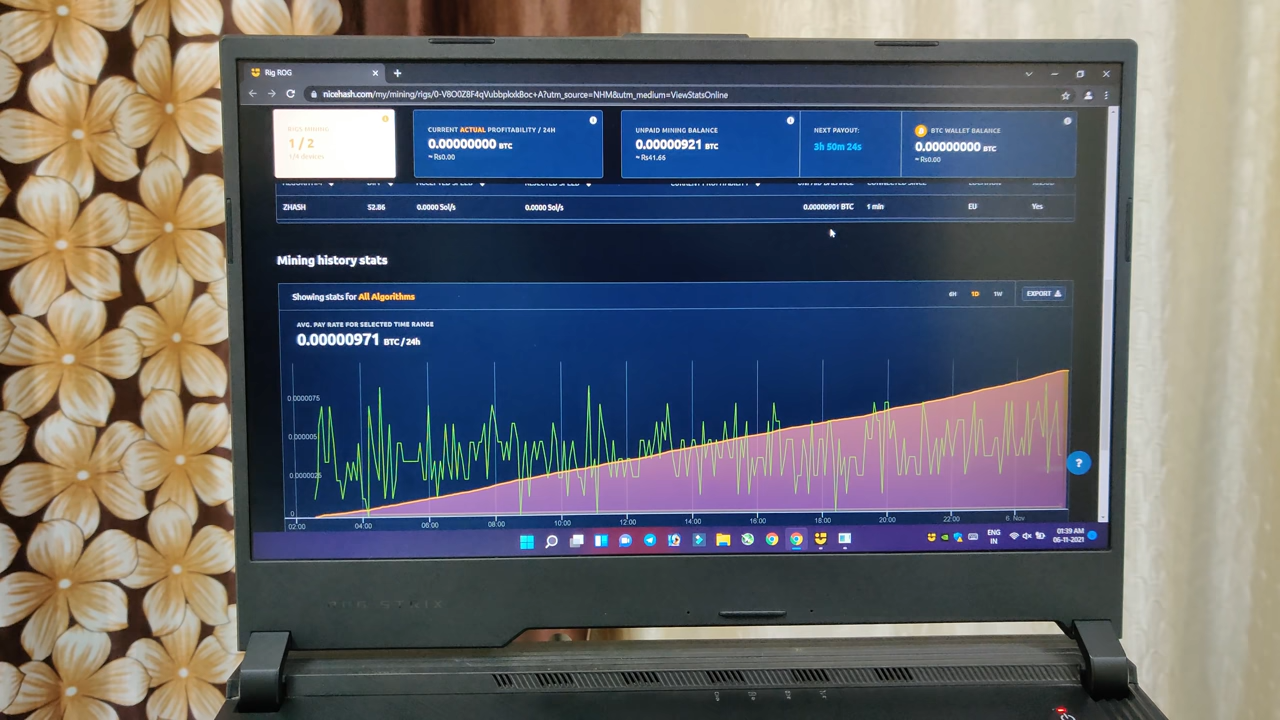 Rig ROG
nicehash.com/my/mining/rigs/0-V8O0Z8F4qVubbpkxkBoc+A?utm_source=NHM&utm_medium=ViewStatsOnline
RIGS MINING
1 / 2
1/1 devices
CURRENT ACTUAL PROFITABILITY / 24H
0.00000000 BTC
≈ Rs0.00
UNPAID MINING BALANCE
0.00000921 BTC
≈ Rs41.66
NEXT PAYOUT:
3h 50m 24s
BTC WALLET BALANCE
0.00000000 BTC
≈ Rs0.00
ZHASH 52.86 0.0000 Sol/s 0.0000 Sol/s 0.00000901 BTC 1 min EU Yes
Mining history stats
Showing stats for All Algorithms
6H 1D 1W EXPORT
AVG. PAY RATE FOR SELECTED TIME RANGE
0.00000971 BTC / 24h
0.0000075
0.000005
0.0000025
0
02:00 04:00 06:00 08:00 10:00 12:00 14:00 16:00 18:00 20:00 22:00 6. Nov
?
ENG
IN
01:39 AM
06-11-2021
ROG STRIX